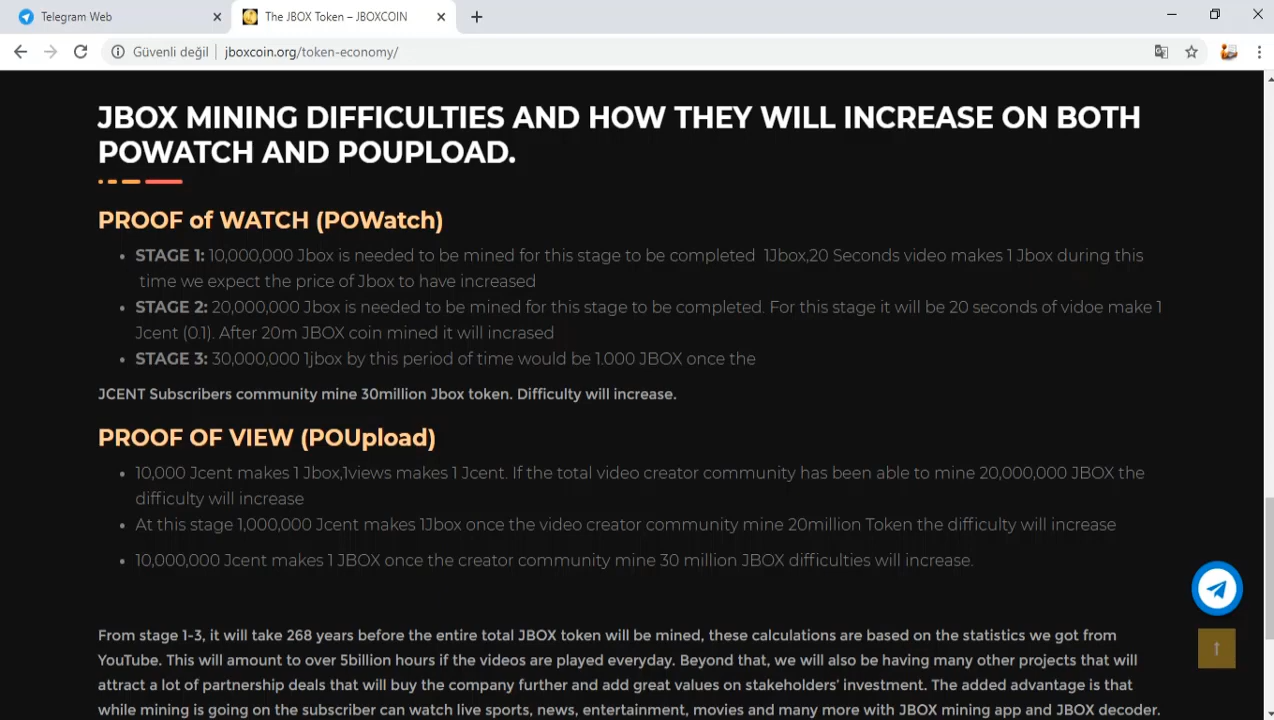 Telegram Web
The JBOX Token – JBOXCOIN
Güvenli değil
jboxcoin.org/token-economy/
JBOX MINING DIFFICULTIES AND HOW THEY WILL INCREASE ON BOTH
POWATCH AND POUPLOAD.
PROOF of WATCH (POWatch)
• STAGE 1: 10,000,000 Jbox is needed to be mined for this stage to be completed 1Jbox,20 Seconds video makes 1 Jbox during this
time we expect the price of Jbox to have increased
• STAGE 2: 20,000,000 Jbox is needed to be mined for this stage to be completed. For this stage it will be 20 seconds of vidoe make 1
Jcent (0.1). After 20m JBOX coin mined it will incrased
• STAGE 3: 30,000,000 1jbox by this period of time would be 1.000 JBOX once the
JCENT Subscribers community mine 30million Jbox token. Difficulty will increase.
PROOF OF VIEW (POUpload)
• 10,000 Jcent makes 1 Jbox,1views makes 1 Jcent. If the total video creator community has been able to mine 20,000,000 JBOX the
difficulty will increase
• At this stage 1,000,000 Jcent makes 1Jbox once the video creator community mine 20million Token the difficulty will increase
• 10,000,000 Jcent makes 1 JBOX once the creator community mine 30 million JBOX difficulties will increase.
From stage 1-3, it will take 268 years before the entire total JBOX token will be mined, these calculations are based on the statistics we got from
YouTube. This will amount to over 5billion hours if the videos are played everyday. Beyond that, we will also be having many other projects that will
attract a lot of partnership deals that will buy the company further and add great values on stakeholders' investment. The added advantage is that
while mining is going on the subscriber can watch live sports, news, entertainment, movies and many more with JBOX mining app and JBOX decoder.